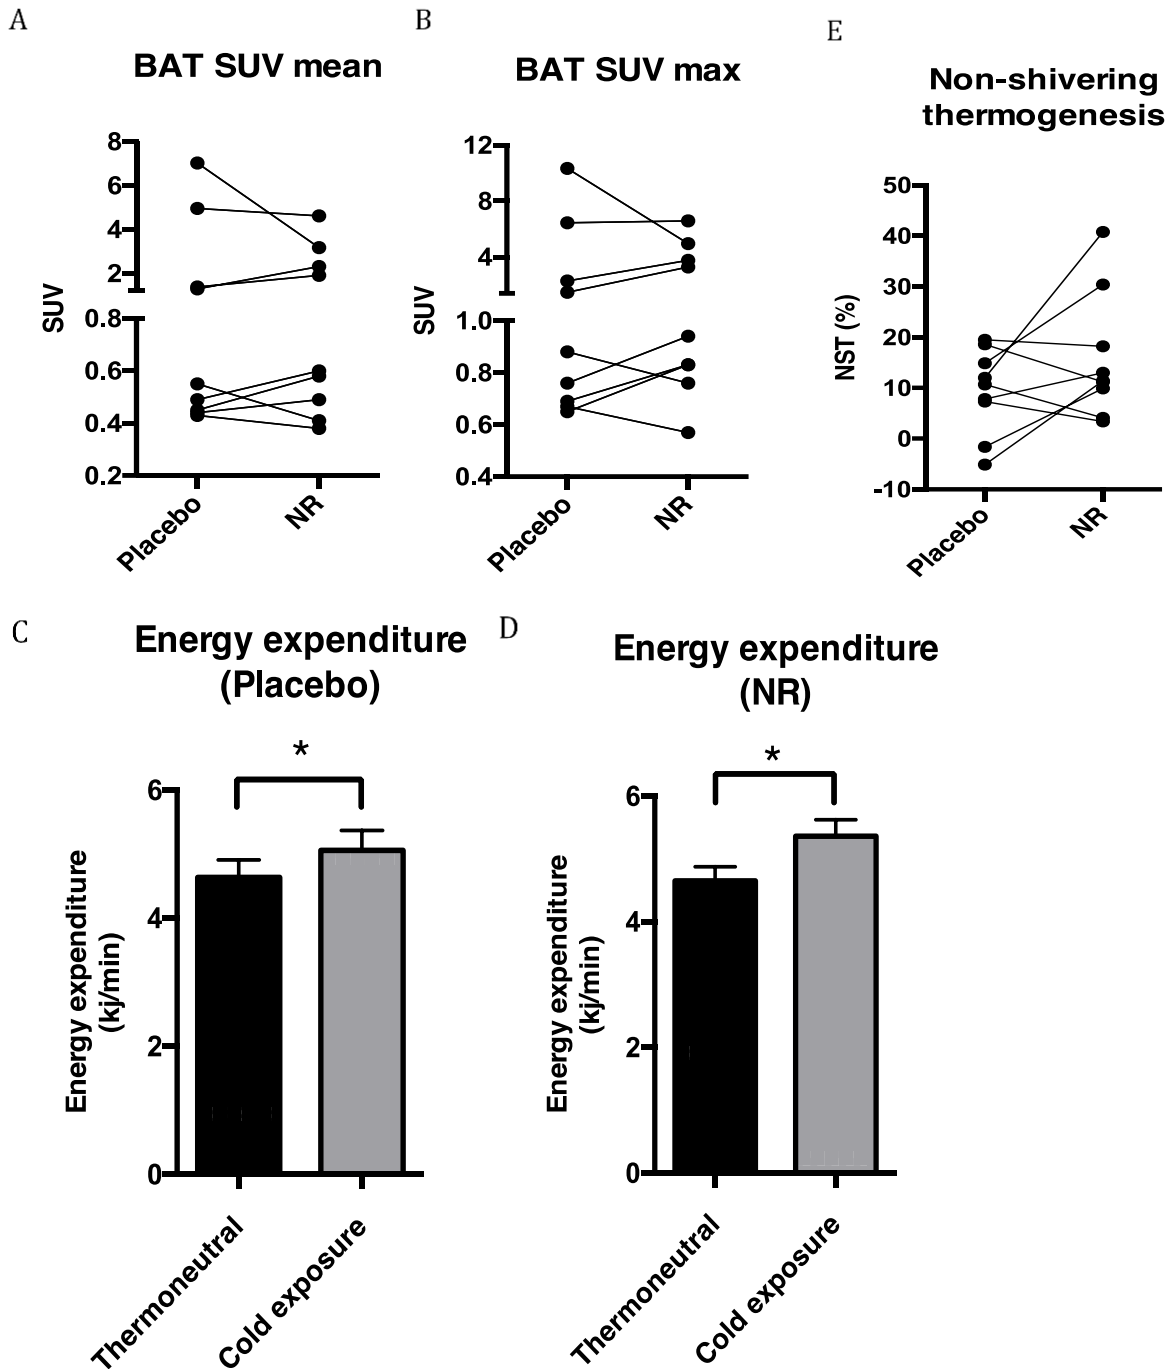 A
BAT SUV mean
SUV
8
6
4
2
0.8
0.6
0.4
0.2
Placebo
NR
B
BAT SUV max
SUV
12
8
4
1.0
0.8
0.6
0.4
Placebo
NR
E
Non-shivering
thermogenesis
NST (%)
50
40
30
20
10
0
-10
Placebo
NR
C
Energy expenditure
(Placebo)
*
Energy expenditure
(kj/min)
6
4
2
0
Thermoneutral
Cold exposure
D
Energy expenditure
(NR)
*
Energy expenditure
(kj/min)
6
4
2
0
Thermoneutral
Cold exposure